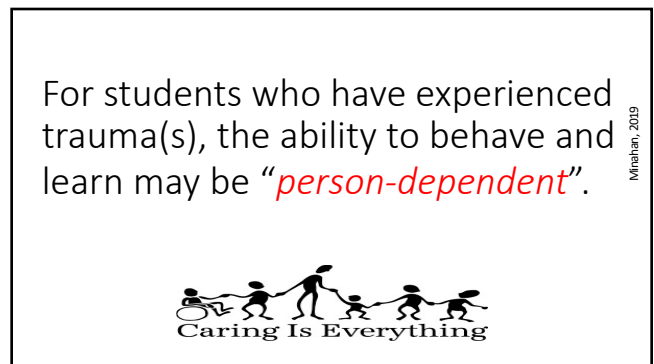 For students who have experienced
trauma(s), the ability to behave and
learn may be “person-dependent”.
Minahan, 2019
Caring Is Everything